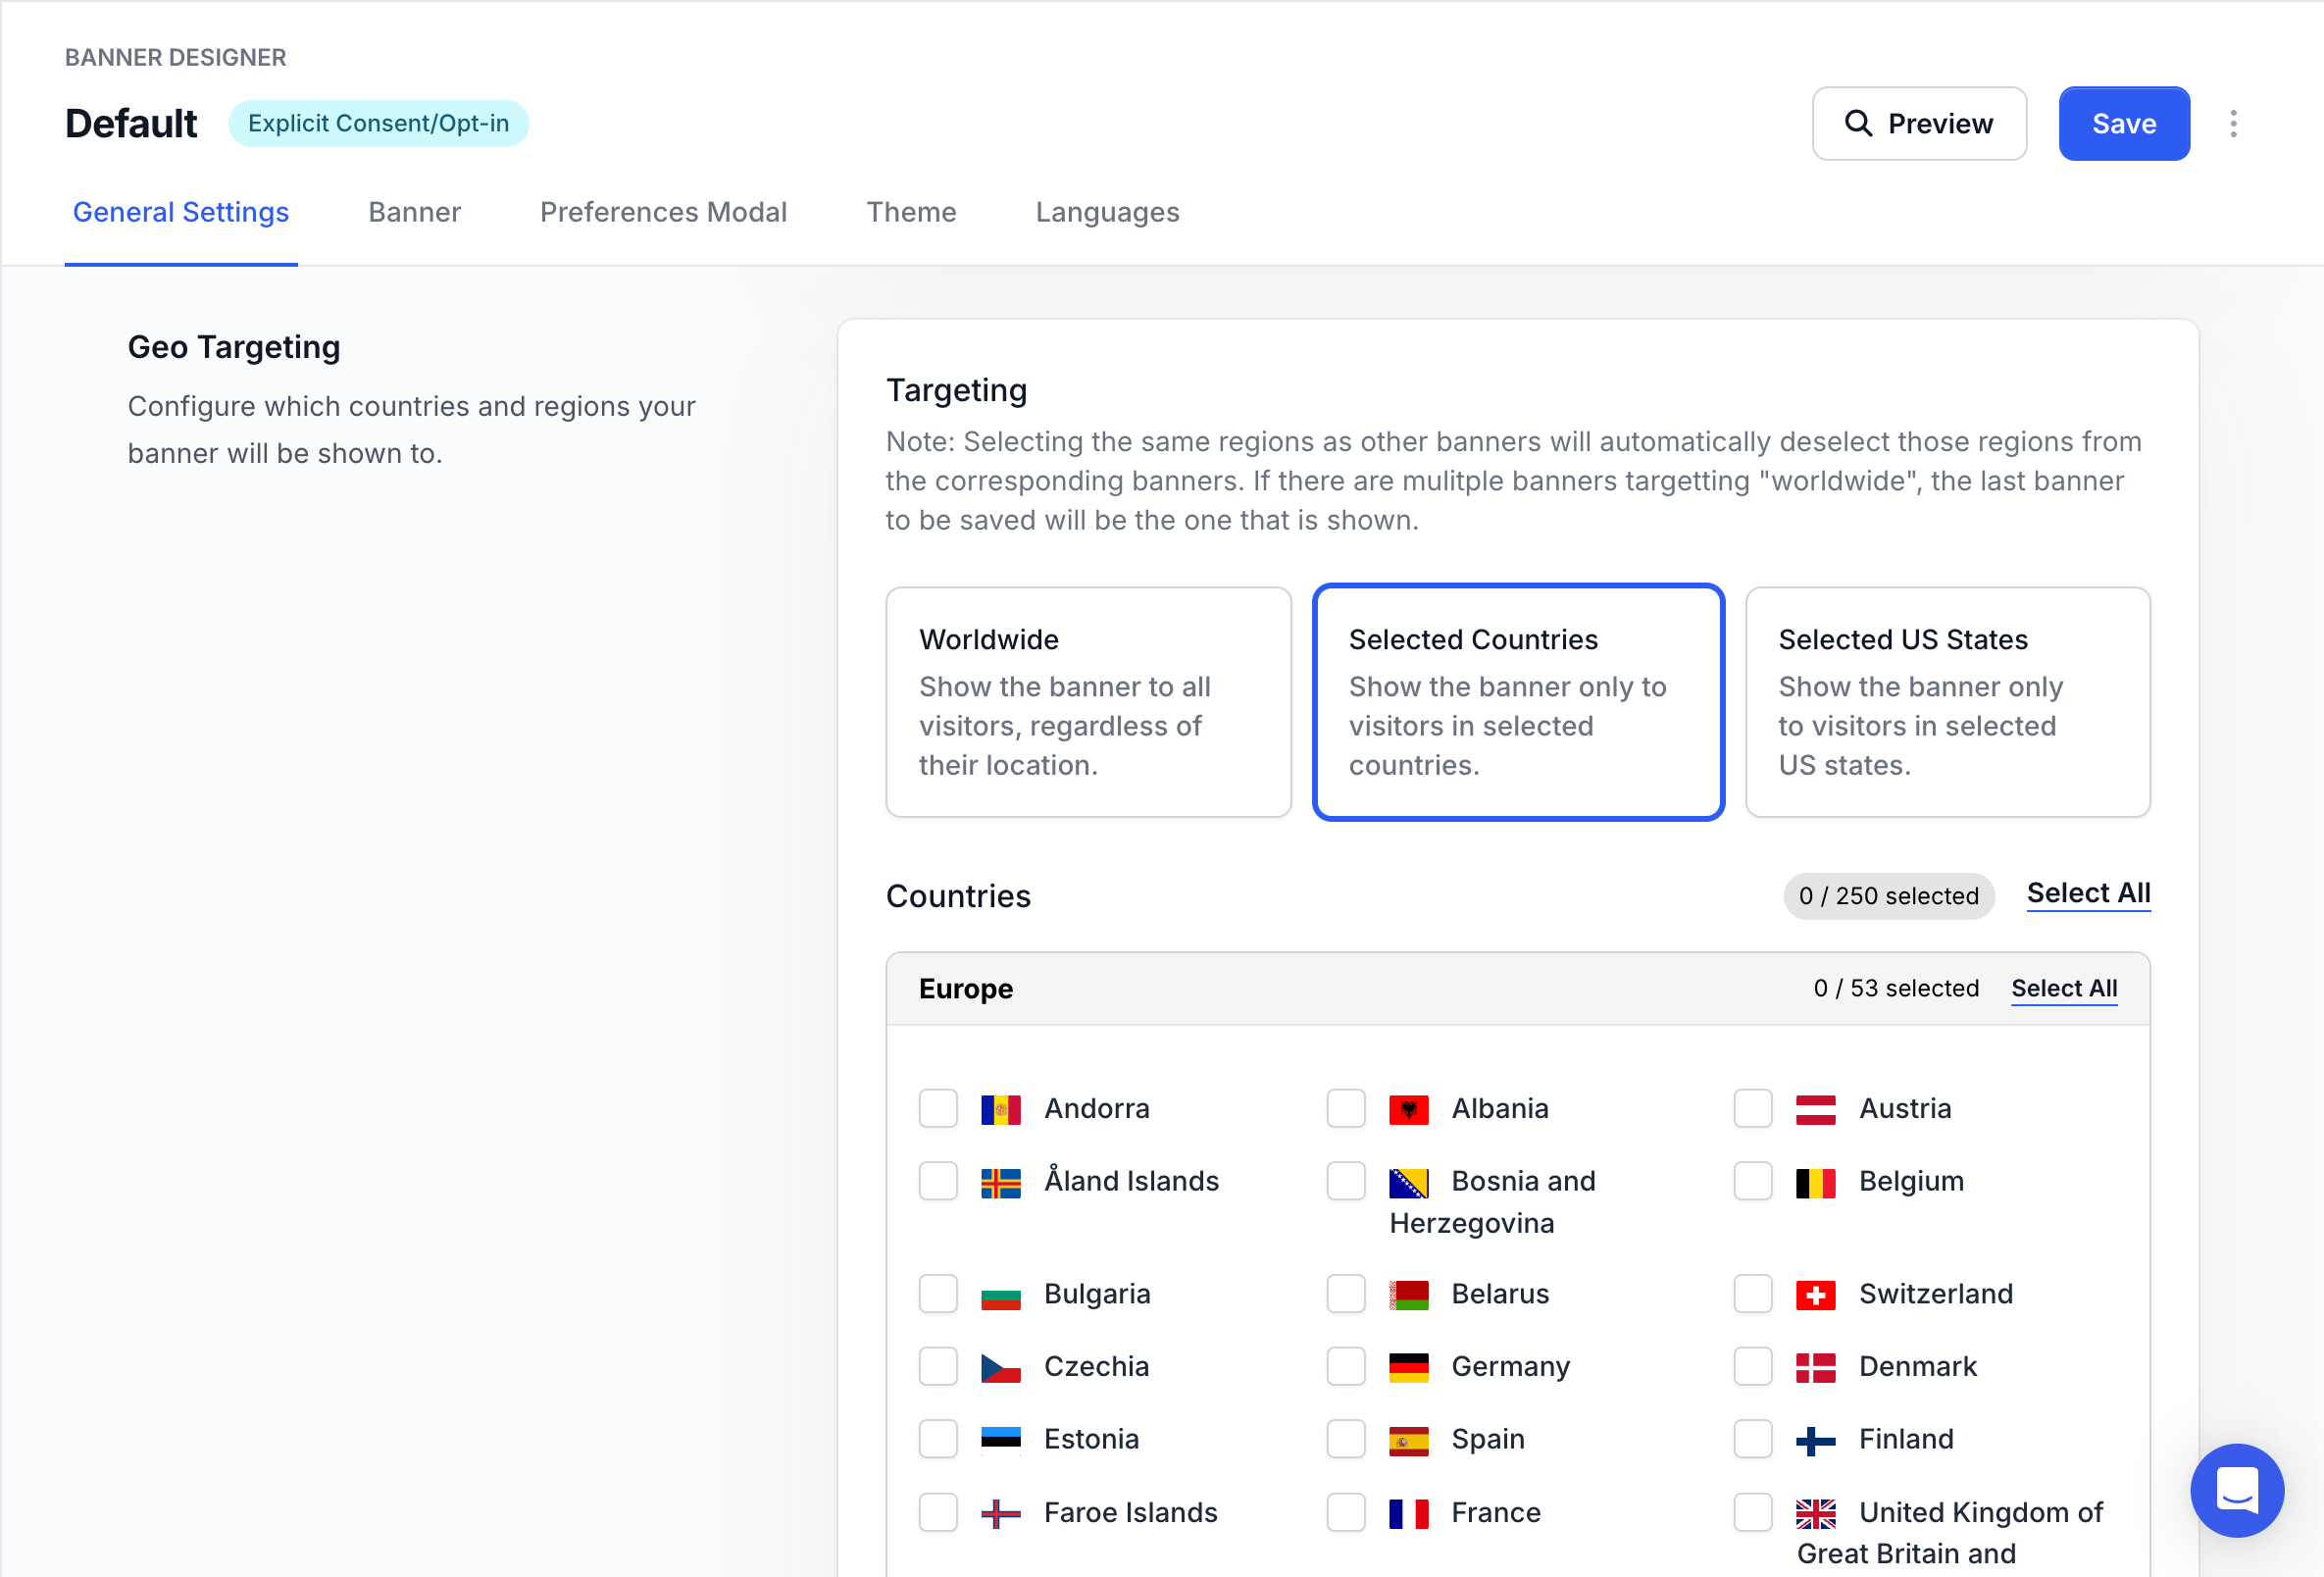 BANNER DESIGNER
Default
Explicit Consent/Opt-in
Preview
Save
General Settings
Banner
Preferences Modal
Theme
Languages
Geo Targeting
Configure which countries and regions your
banner will be shown to.
Targeting
Note: Selecting the same regions as other banners will automatically deselect those regions from
the corresponding banners. If there are mulitple banners targetting "worldwide", the last banner
to be saved will be the one that is shown.
Worldwide
Show the banner to all
visitors, regardless of
their location.
Selected Countries
Show the banner only to
visitors in selected
countries.
Selected US States
Show the banner only
to visitors in selected
US states.
Countries
0 / 250 selected
Select All
Europe
0 / 53 selected
Select All
Andorra
Albania
Austria
Åland Islands
Bosnia and
Herzegovina
Belgium
Bulgaria
Belarus
Switzerland
Czechia
Germany
Denmark
Estonia
Spain
Finland
Faroe Islands
France
United Kingdom of
Great Britain and